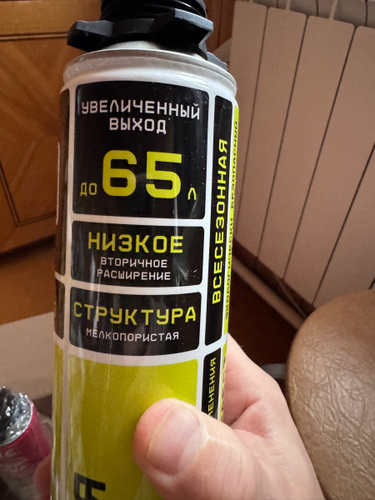 УВЕЛИЧЕННЫЙ
ВЫХОД
ДО 65 Л
НИЗКОЕ
ВТОРИЧНОЕ
РАСШИРЕНИЕ
СТРУКТУРА
МЕЛКОПОРИСТАЯ
ВСЕСЕЗОННАЯ